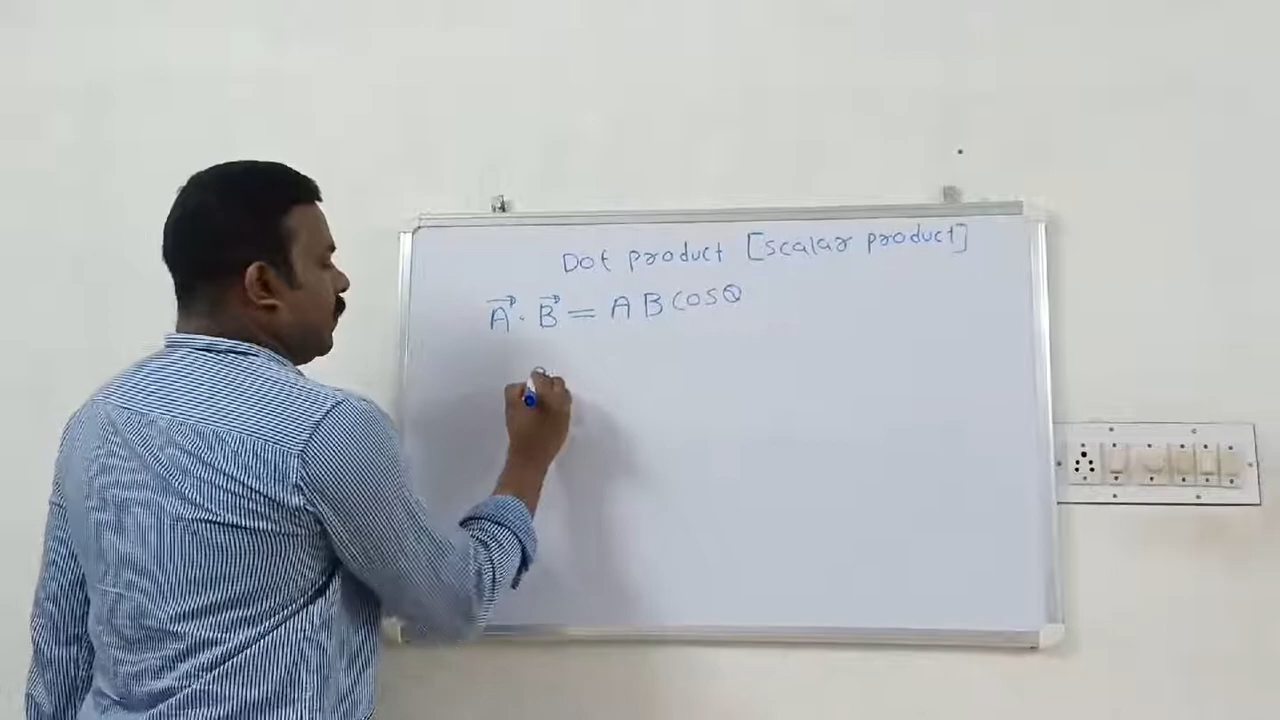 Dot product [scalar product]
A⃗ · B⃗ = A B cosθ